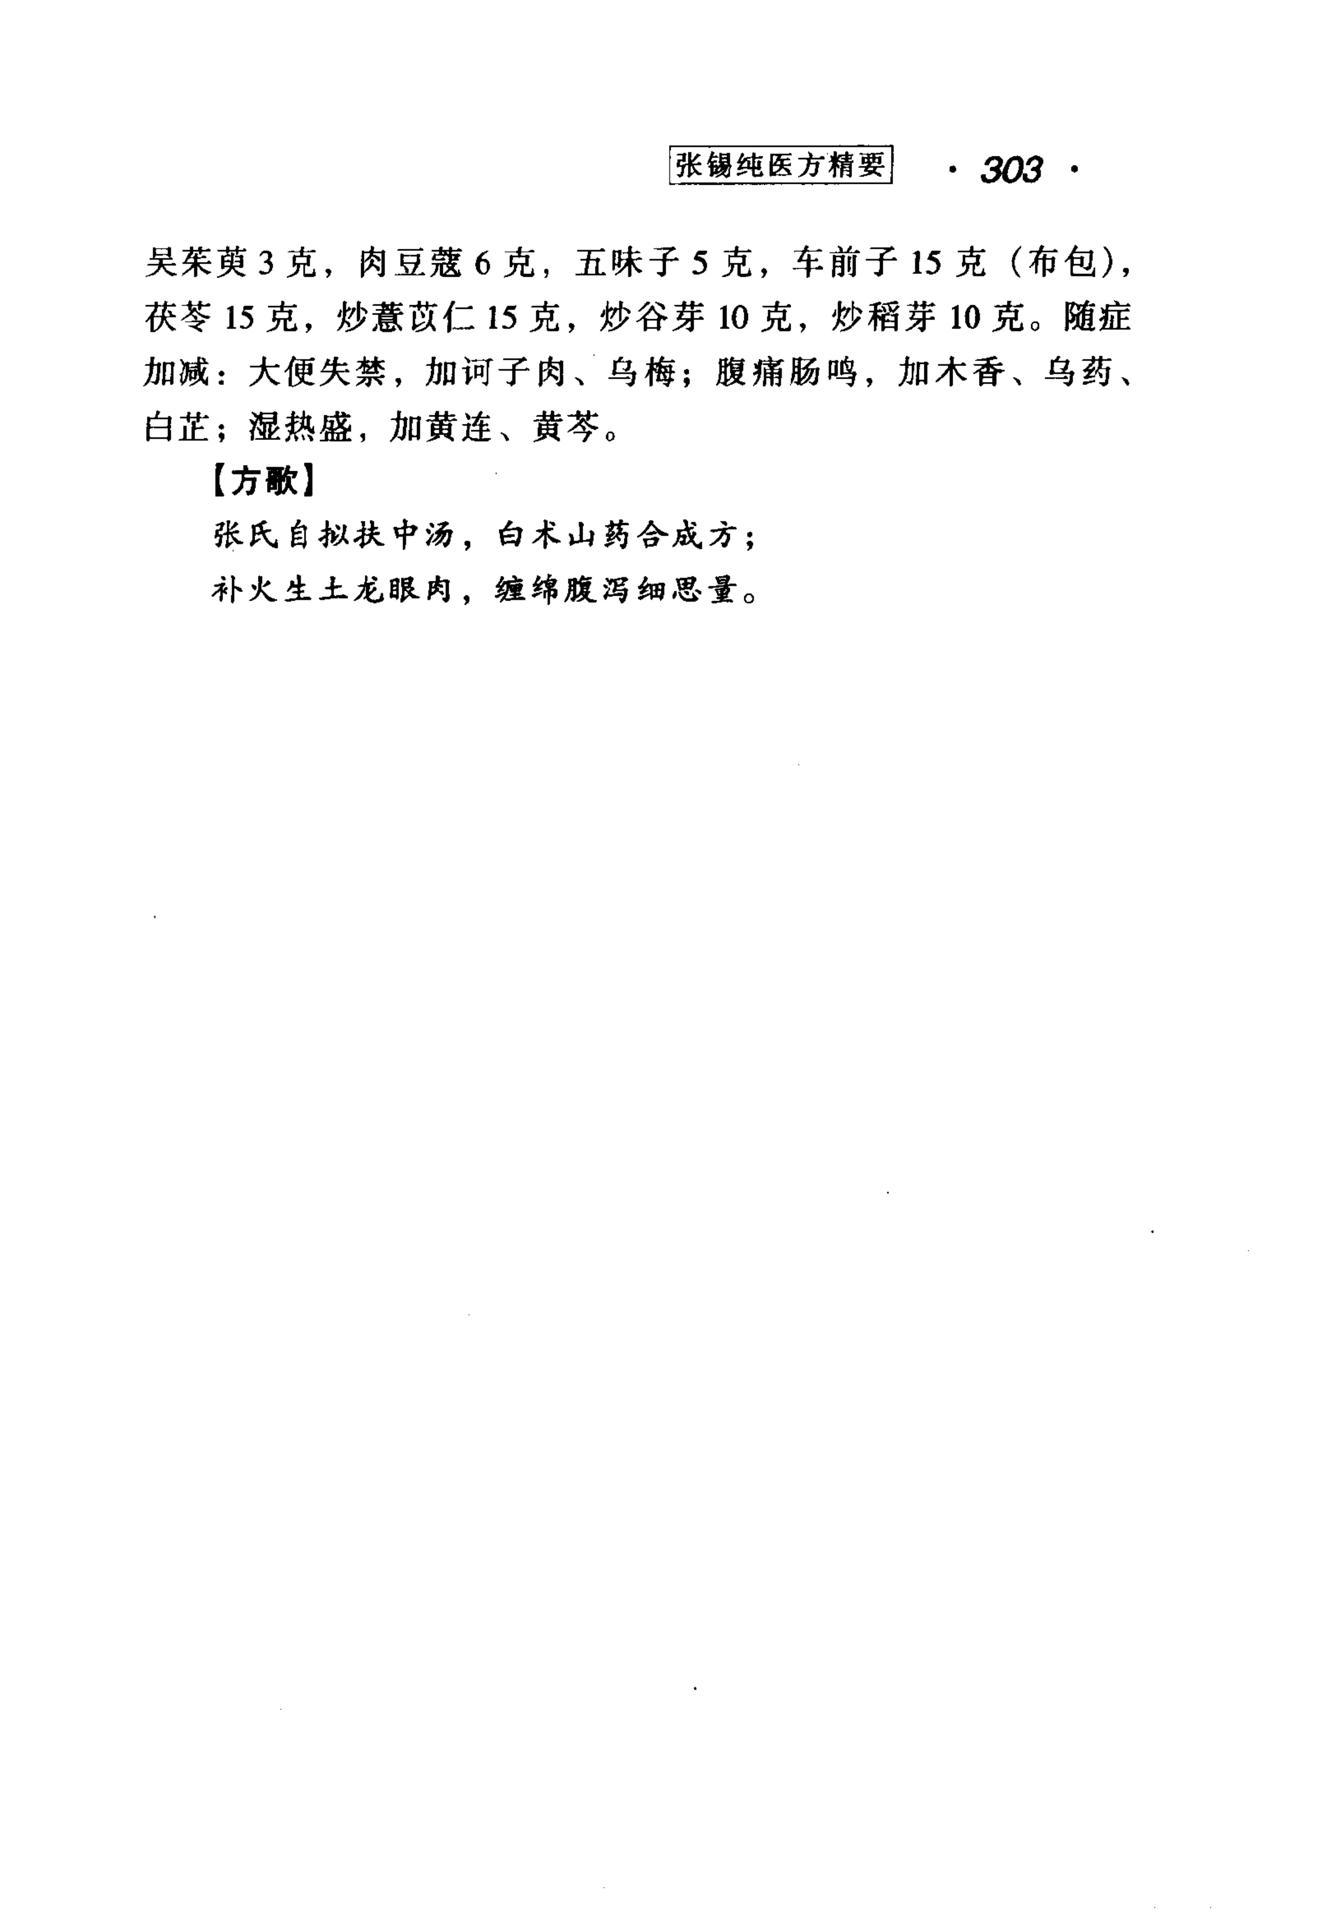 张锡纯医方精要 · 303 ·
吴茱萸 3 克，肉豆蔻 6 克，五味子 5 克，车前子 15 克（布包），
茯苓 15 克，炒薏苡仁 15 克，炒谷芽 10 克，炒稻芽 10 克。随症
加减：大便失禁，加诃子肉、乌梅；腹痛肠鸣，加木香、乌药、
白芷；湿热盛，加黄连、黄芩。
【方歌】
张氏自拟扶中汤，白术山药合成方；
补火生土龙眼肉，缠绵腹泻细思量。